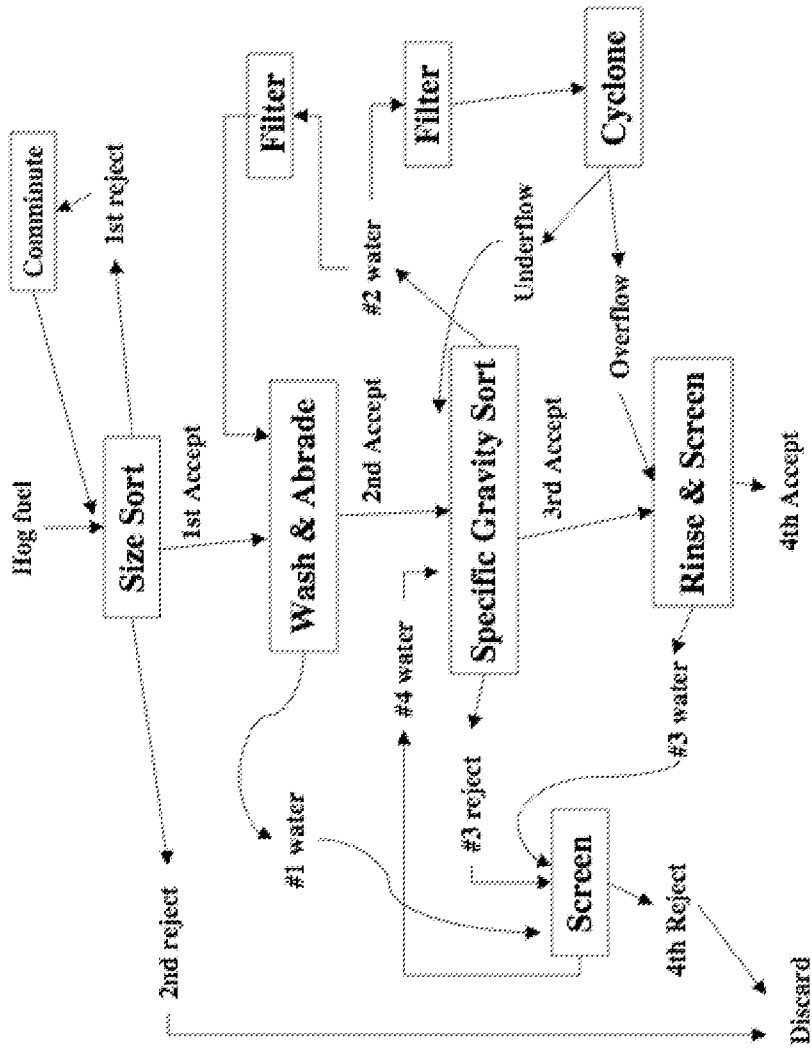 Comminute
1st reject
Hog fuel
Size Sort
1st Accept
2nd reject
Filter
Wash & Abrade
2nd Accept
#1 water
#2 water
Filter
Cyclone
Underflow
Overflow
#4 water
Specific Gravity Sort
3rd Accept
#3 reject
Rinse & Screen
4th Accept
#3 water
Screen
4th Reject
Discard